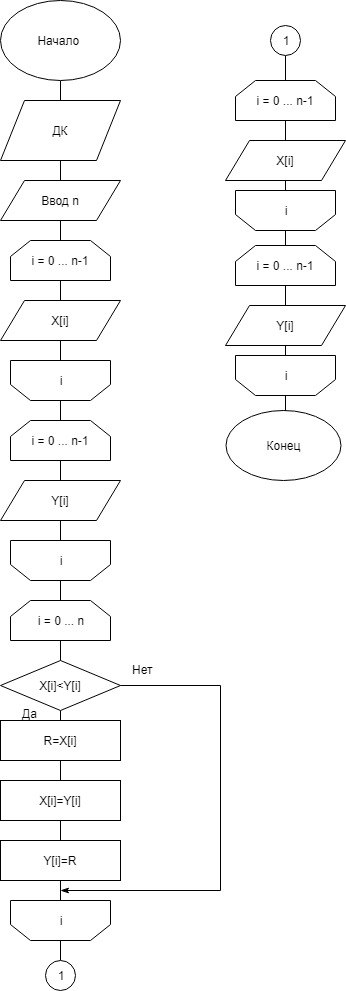 Начало
ДК
Ввод n
i = 0 ... n-1
X[i]
i
i = 0 ... n-1
Y[i]
i
i = 0 ... n
X[i]<Y[i]
Нет
Да
R=X[i]
X[i]=Y[i]
Y[i]=R
i
1
1
i = 0 ... n-1
X[i]
i
i = 0 ... n-1
Y[i]
i
Конец